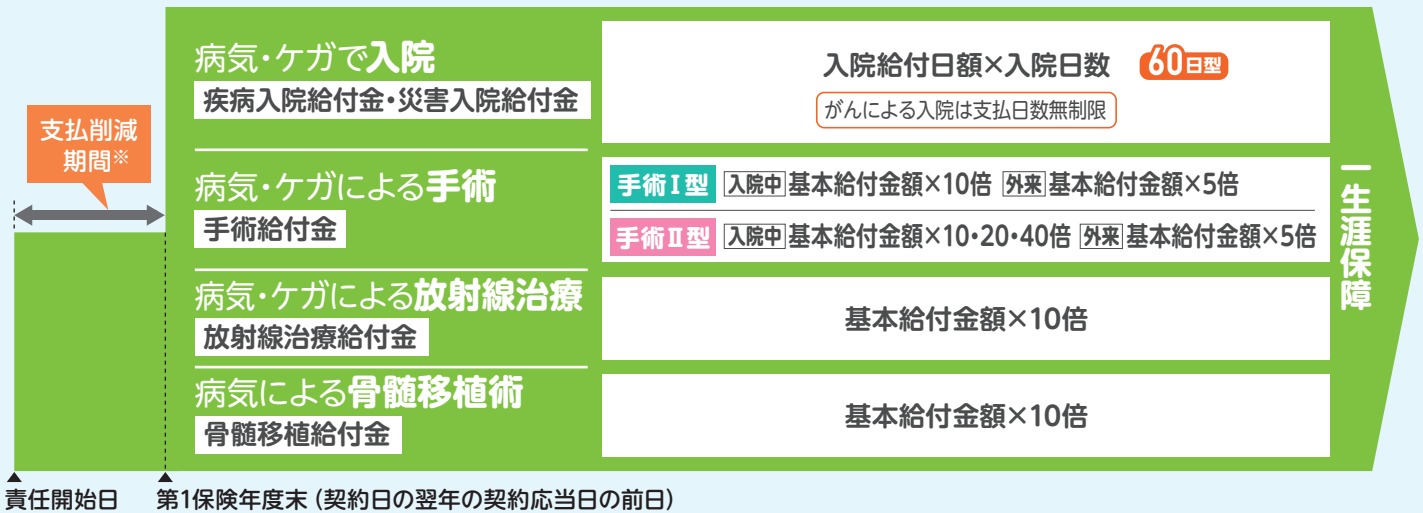 支払削減
期間※
病気・ケガで入院
疾病入院給付金・災害入院給付金
入院給付日額×入院日数 60日型
がんによる入院は支払日数無制限
病気・ケガによる手術
手術給付金
手術Ⅰ型 入院中 基本給付金額×10倍 外来 基本給付金額×5倍
手術Ⅱ型 入院中 基本給付金額×10・20・40倍 外来 基本給付金額×5倍
病気・ケガによる放射線治療
放射線治療給付金
基本給付金額×10倍
病気による骨髄移植術
骨髄移植給付金
基本給付金額×10倍
一生涯保障
責任開始日
第1保険年度末（契約日の翌年の契約応当日の前日）